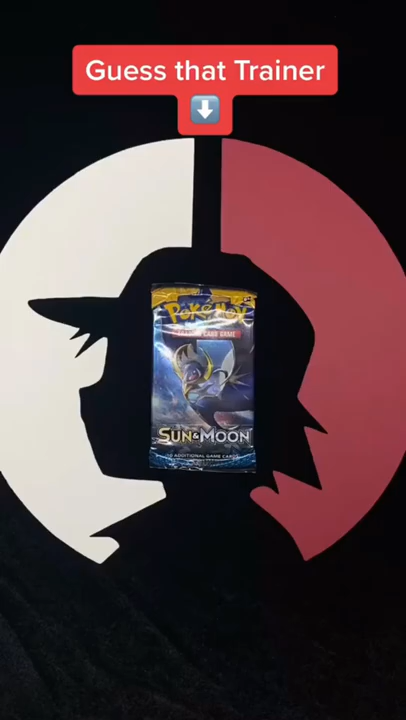 Guess that Trainer
⬇️
POKéMON
TRADING CARD GAME
SUN & MOON
10 ADDITIONAL GAME CARDS